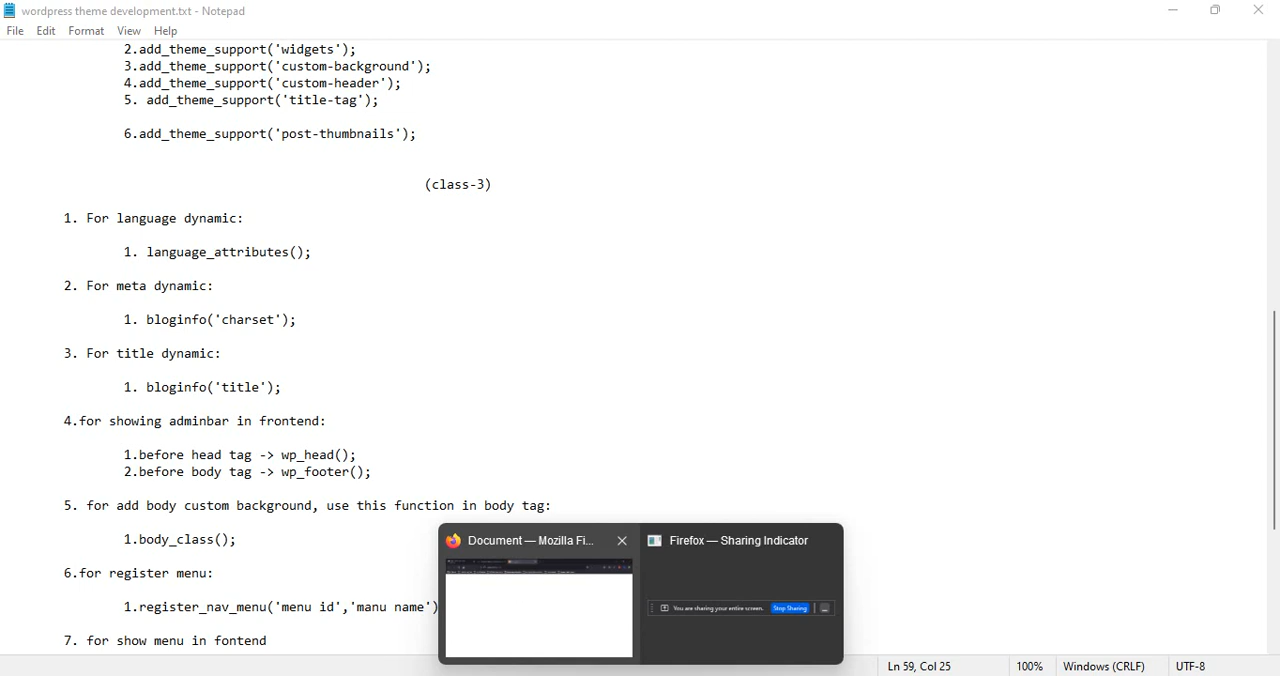 wordpress theme development.txt - Notepad
File Edit Format View Help
2.add_theme_support('widgets');
3.add_theme_support('custom-background');
4.add_theme_support('custom-header');
5. add_theme_support('title-tag');
6.add_theme_support('post-thumbnails');
(class-3)
1. For language dynamic:
1. language_attributes();
2. For meta dynamic:
1. bloginfo('charset');
3. For title dynamic:
1. bloginfo('title');
4.for showing adminbar in frontend:
1.before head tag -> wp_head();
2.before body tag -> wp_footer();
5. for add body custom background, use this function in body tag:
1.body_class();
6.for register menu:
1.register_nav_menu('menu id','manu name')
7. for show menu in fontend
Document — Mozilla Fi...
Firefox — Sharing Indicator
You are sharing your entire screen.
Stop Sharing
Ln 59, Col 25
100%
Windows (CRLF)
UTF-8